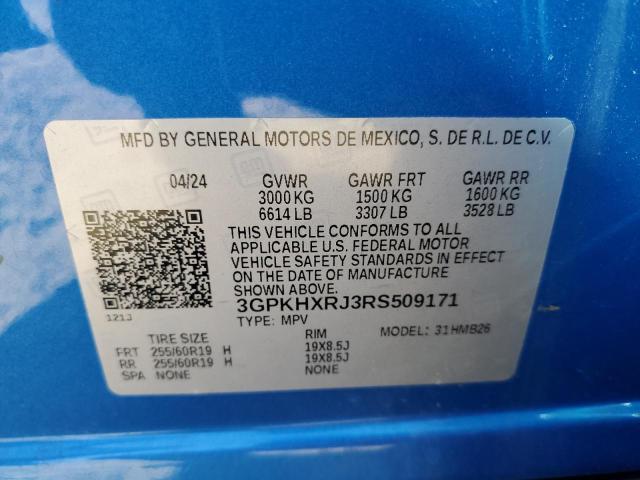 MFD BY GENERAL MOTORS DE MEXICO, S. DE R.L. DE C.V.
04/24 GVWR GAWR FRT GAWR RR
3000 KG 1500 KG 1600 KG
6614 LB 3307 LB 3528 LB
THIS VEHICLE CONFORMS TO ALL
APPLICABLE U.S. FEDERAL MOTOR
VEHICLE SAFETY STANDARDS IN EFFECT
ON THE DATE OF MANUFACTURE
SHOWN ABOVE.
3GPKHXRJ3RS509171
121J
TYPE: MPV MODEL: 31HMB26
TIRE SIZE RIM
FRT 255/60R19 H 19X8.5J
RR 255/60R19 H 19X8.5J
SPA NONE NONE